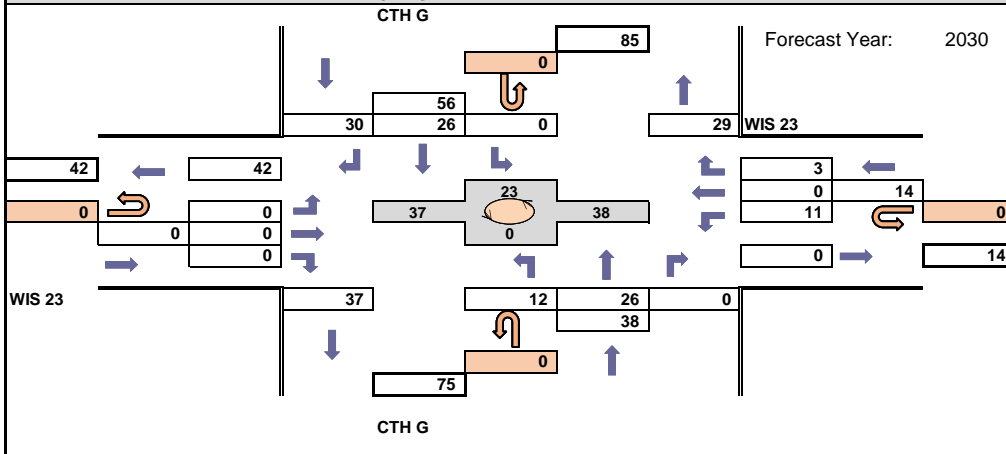 CTH G
85 Forecast Year: 2030
0
56
30 26 0 29 WIS 23
42 42 3
23 0 14
0 0 37 38 11 0
0 0 0
0 0 14
WIS 23 37 12 26 0
38
0
75
CTH G